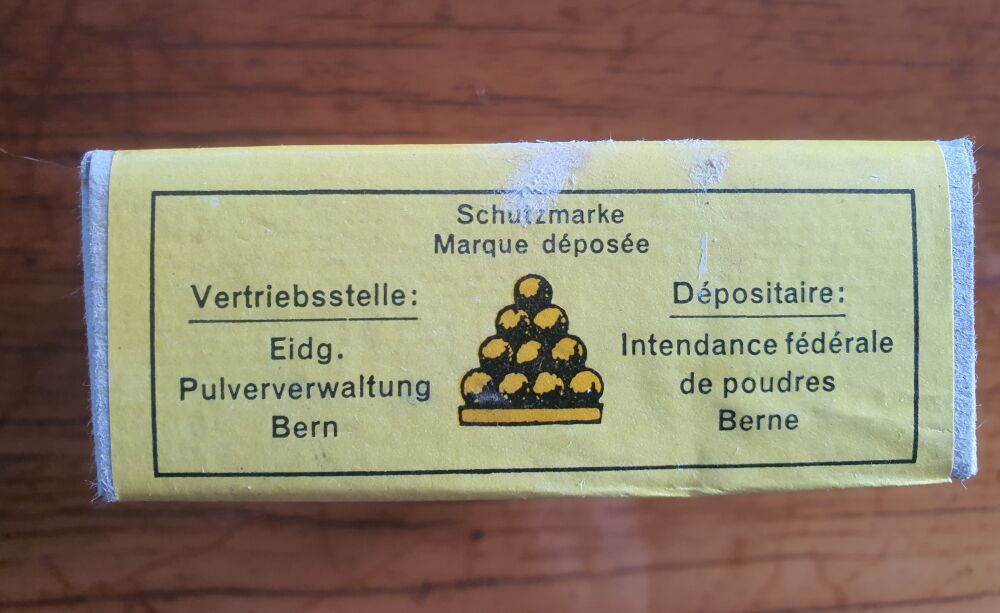 Schutzmarke
Marque déposée
Vertriebsstelle:
Eidg.
Pulververwaltung
Bern
Dépositaire:
Intendance fédérale
de poudres
Berne